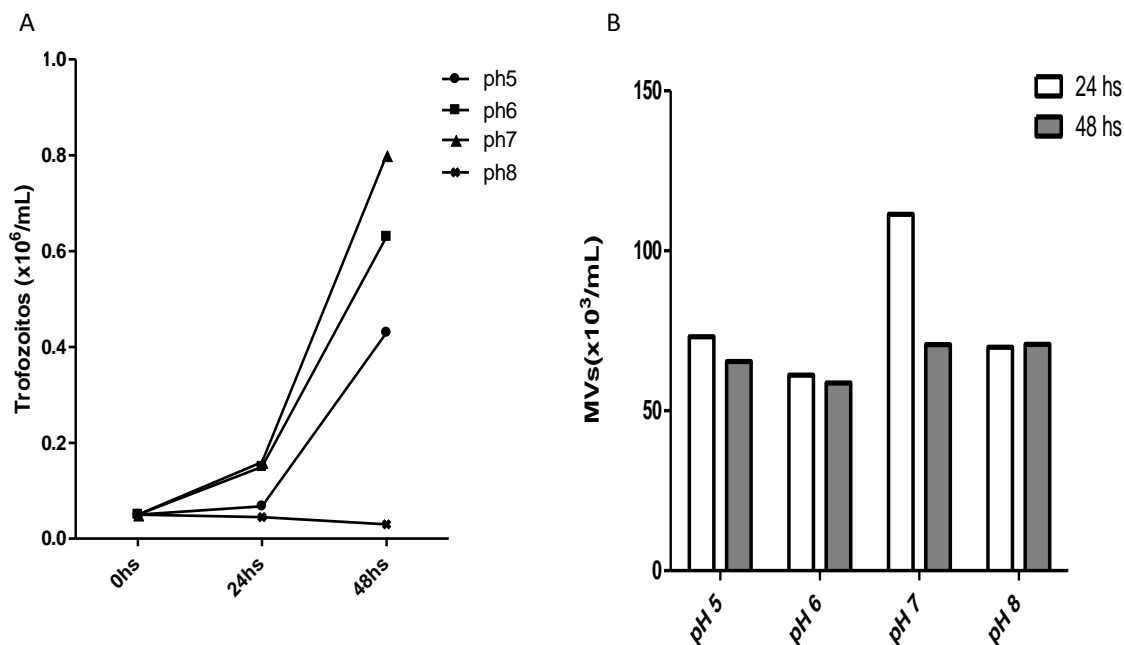 A
Trofozoitos (x10⁶/mL)
1.0
0.8
0.6
0.4
0.2
0.0
0hs
24hs
48hs
ph5
ph6
ph7
ph8
B
MVs(x10³/mL)
150
100
50
0
pH 5
pH 6
pH 7
pH 8
24 hs
48 hs